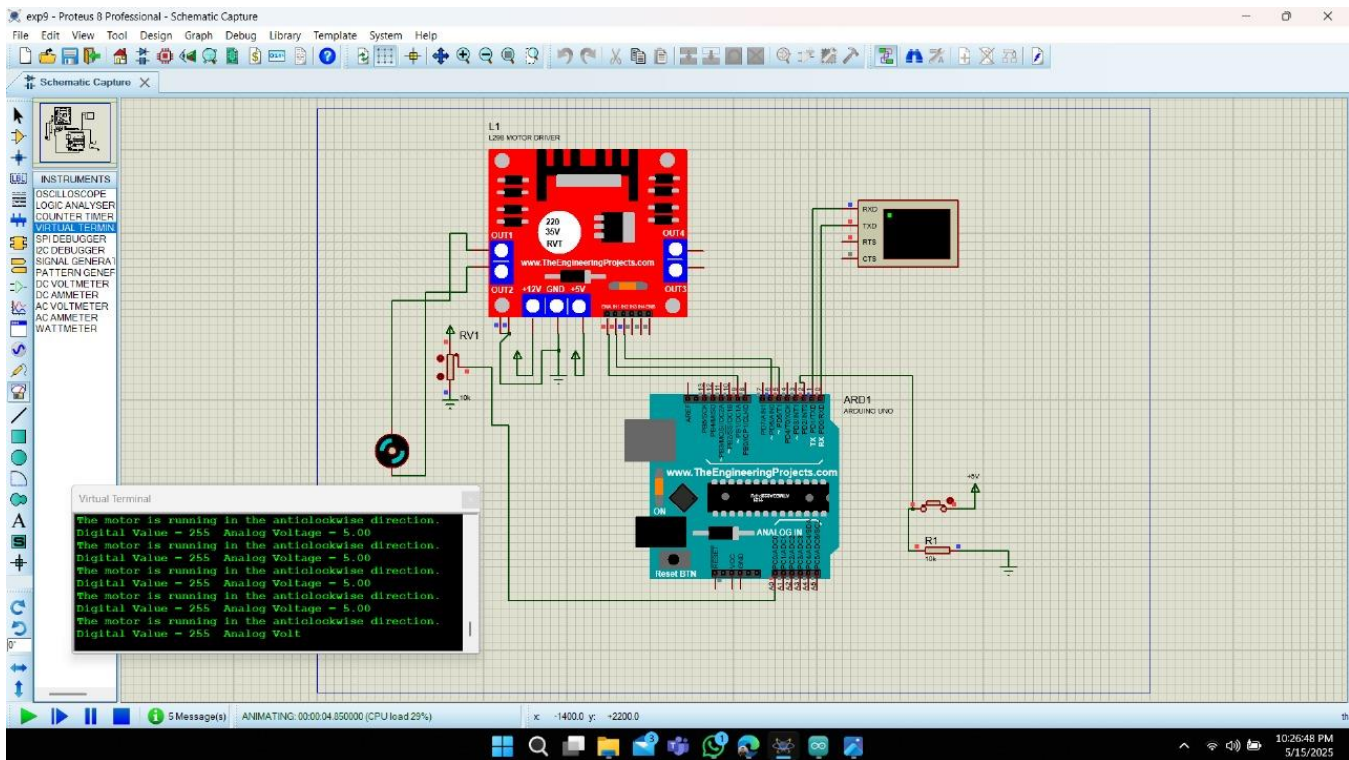 exp9 - Proteus 8 Professional - Schematic Capture
File Edit View Tool Design Graph Debug Library Template System Help
Schematic Capture
INSTRUMENTS
OSCILLOSCOPE
LOGIC ANALYSER
COUNTER TIMER
VIRTUAL TERMIN
SPI DEBUGGER
I2C DEBUGGER
SIGNAL GENERAT
PATTERN GENEF
DC VOLTMETER
DC AMMETER
AC VOLTMETER
AC AMMETER
WATTMETER
L1
L298 MOTOR DRIVER
220
35V
RVT
OUT1
OUT4
www.TheEngineeringProjects.com
OUT2
+12V GND +5V
OUT3
RXD
TXD
RTS
CTS
RV1
10k
ARD1
ARDUINO UNO
AREF
TX
RX
www.TheEngineeringProjects.com
ON
ANALOG IN
Reset BTN
RESET
+5V
R1
10k
Virtual Terminal
The motor is running in the anticlockwise direction.
Digital Value = 255 Analog Voltage = 5.00
The motor is running in the anticlockwise direction.
Digital Value = 255 Analog Voltage = 5.00
The motor is running in the anticlockwise direction.
Digital Value = 255 Analog Voltage = 5.00
The motor is running in the anticlockwise direction.
Digital Value = 255 Analog Voltage = 5.00
The motor is running in the anticlockwise direction.
Digital Value = 255 Analog Volt
0°
5 Message(s)
ANIMATING: 00:00:04.850000 (CPU load 29%)
x: -1400.0 y: +2200.0
th
10:26:48 PM
5/15/2025